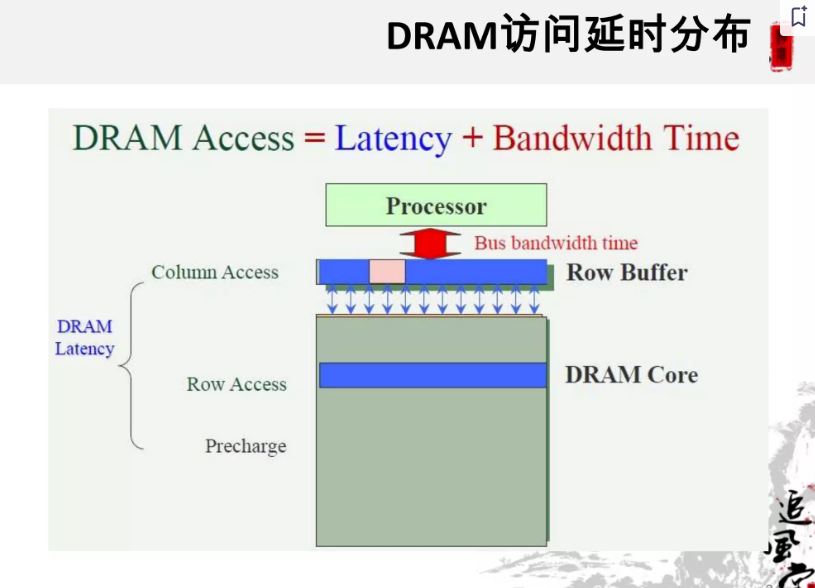 DRAM访问延时分布
DRAM Access = Latency + Bandwidth Time
Processor
Bus bandwidth time
Column Access
Row Buffer
DRAM
Latency
Row Access
DRAM Core
Precharge
追
風